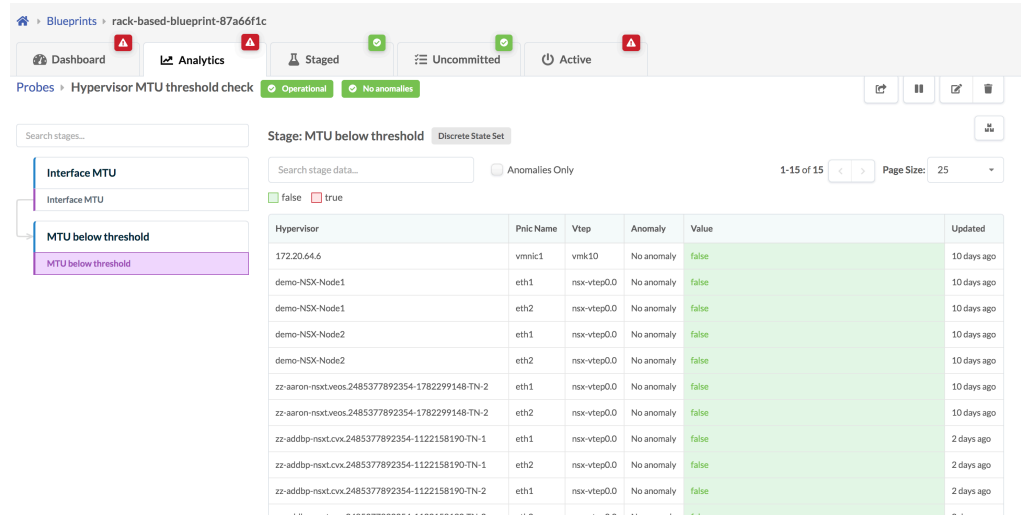 Blueprints rack-based-blueprint-87a66f1c
Dashboard Analytics Staged Uncommitted Active
Probes Hypervisor MTU threshold check Operational No anomalies
Search stages...
Interface MTU
Interface MTU
MTU below threshold
MTU below threshold
Stage: MTU below threshold Discrete State Set
Search stage data... Anomalies Only 1-15 of 15 Page Size: 25
false true
Hypervisor Pnic Name Vtep Anomaly Value Updated
172.20.64.6 vmnic1 vmk10 No anomaly false 10 days ago
demo-NSX-Node1 eth1 nsx-vtep0.0 No anomaly false 10 days ago
demo-NSX-Node1 eth2 nsx-vtep0.0 No anomaly false 10 days ago
demo-NSX-Node2 eth1 nsx-vtep0.0 No anomaly false 10 days ago
demo-NSX-Node2 eth2 nsx-vtep0.0 No anomaly false 10 days ago
zz-aaron-nsxt.veos.2485377892354-1782299148-TN-2 eth1 nsx-vtep0.0 No anomaly false 10 days ago
zz-aaron-nsxt.veos.2485377892354-1782299148-TN-2 eth2 nsx-vtep0.0 No anomaly false 10 days ago
zz-addbp-nsxt.cvx.2485377892354-1122158190-TN-1 eth1 nsx-vtep0.0 No anomaly false 2 days ago
zz-addbp-nsxt.cvx.2485377892354-1122158190-TN-1 eth2 nsx-vtep0.0 No anomaly false 2 days ago
zz-addbp-nsxt.cvx.2485377892354-1122158190-TN-2 eth1 nsx-vtep0.0 No anomaly false 2 days ago